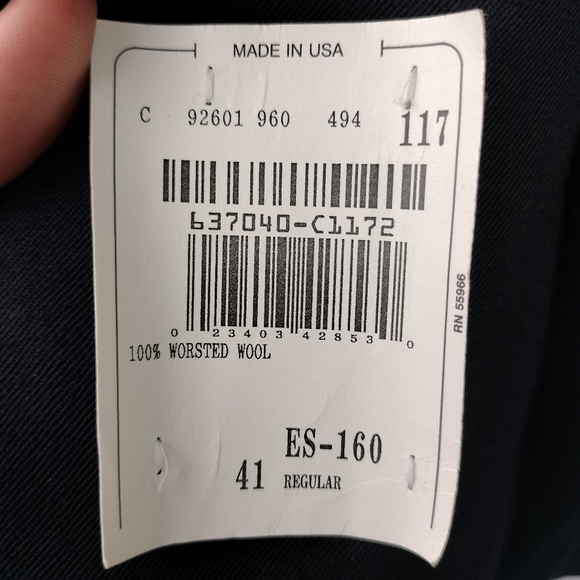 MADE IN USA
C 92601 960 494 117
637040-C1172
0 23403 42853 0
100% WORSTED WOOL
RN 55966
ES-160
41 REGULAR